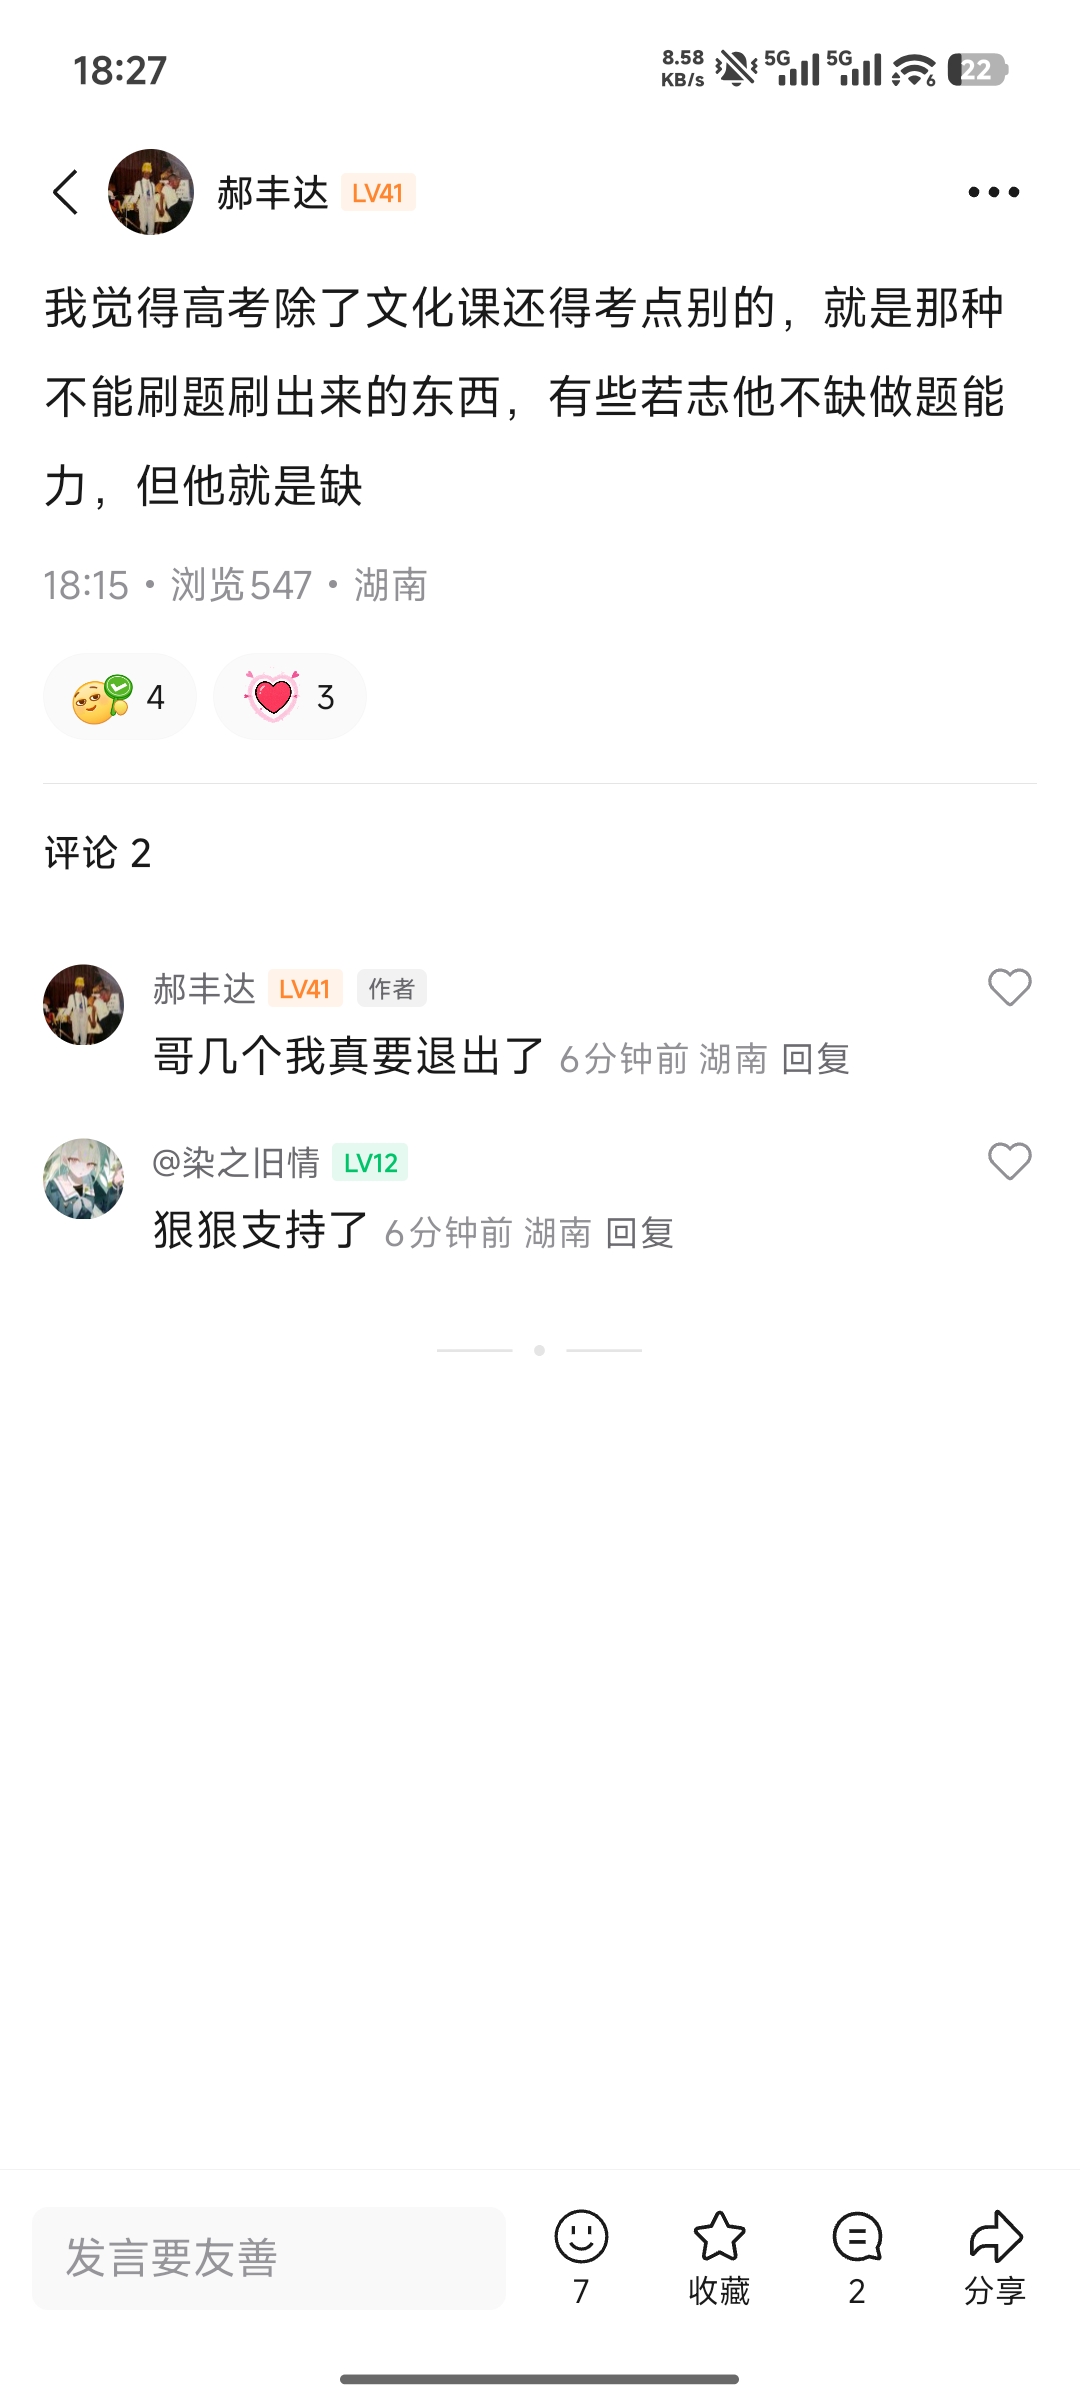 18:27
8.58
KB/s
5G
5G
6
22
郝丰达 LV41
我觉得高考除了文化课还得考点别的，就是那种
不能刷题刷出来的东西，有些若志他不缺做题能
力，但他就是缺
18:15 · 浏览547 · 湖南
4
3
评论 2
郝丰达 LV41 作者
哥几个我真要退出了 6分钟前 湖南 回复
@染之旧情 LV12
狠狠支持了 6分钟前 湖南 回复
发言要友善
7
收藏
2
分享